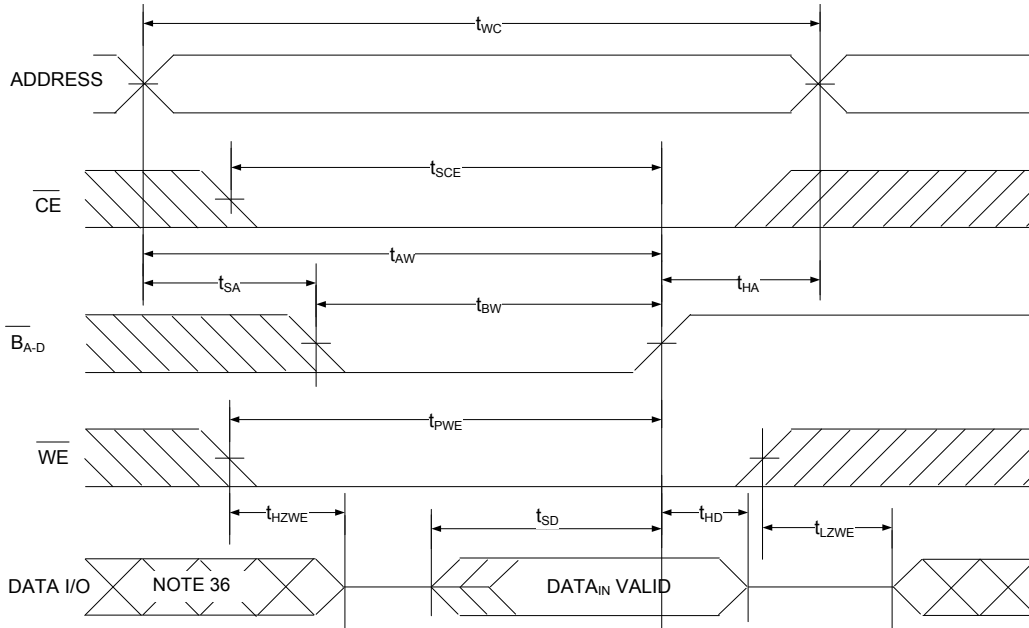 tWC
ADDRESS
tSCE
CE
tAW
tSA
tHA
tBW
BA-D
tPWE
WE
tHZWE
tSD
tHD
tLZWE
DATA I/O
NOTE 36
DATAIN VALID